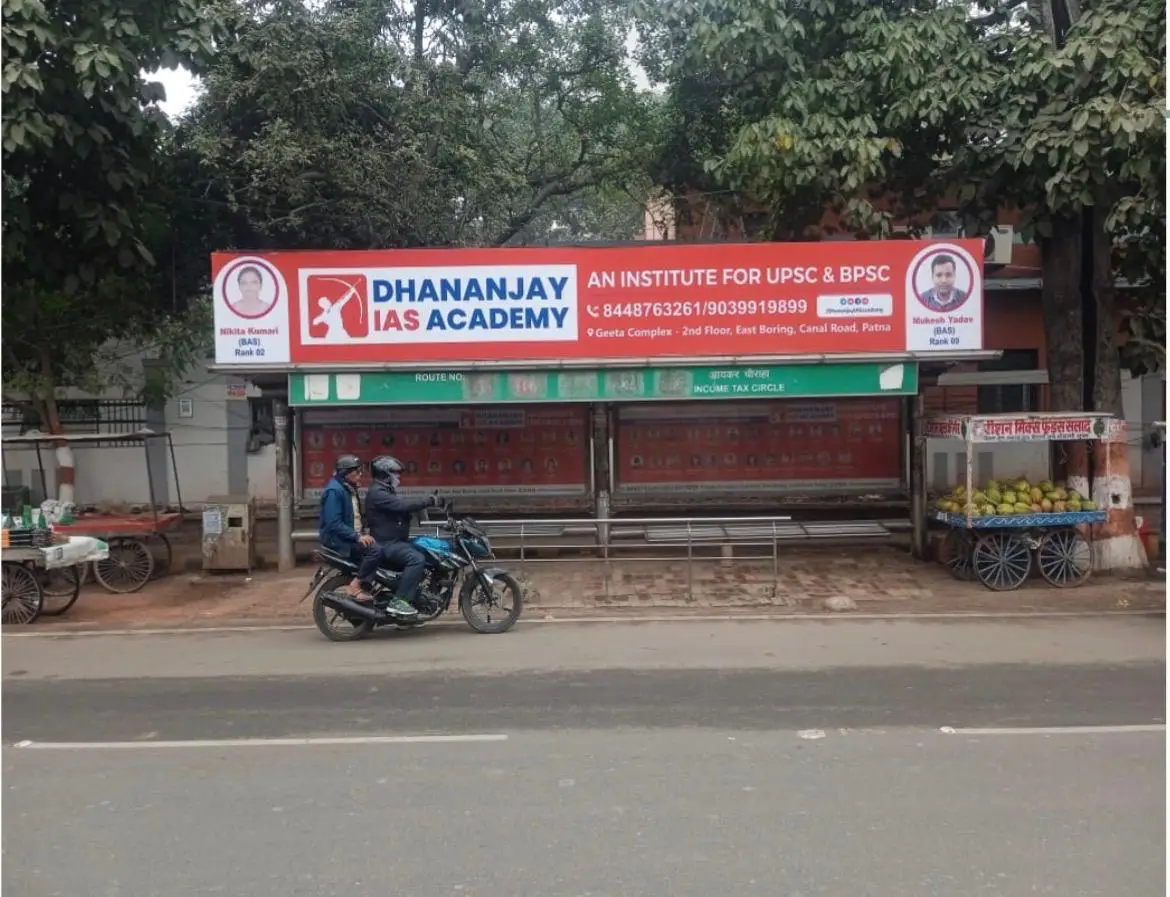 DHANANJAY
IAS ACADEMY
AN INSTITUTE FOR UPSC & BPSC
8448763261/9039919899
Geeta Complex - 2nd Floor, East Boring, Canal Road, Patna
Nikita Kumari
(BAS)
Rank 02
Mukesh Yadav
(BAS)
Rank 09
ROUTE NO.
आयकर चौराहा
INCOME TAX CIRCLE